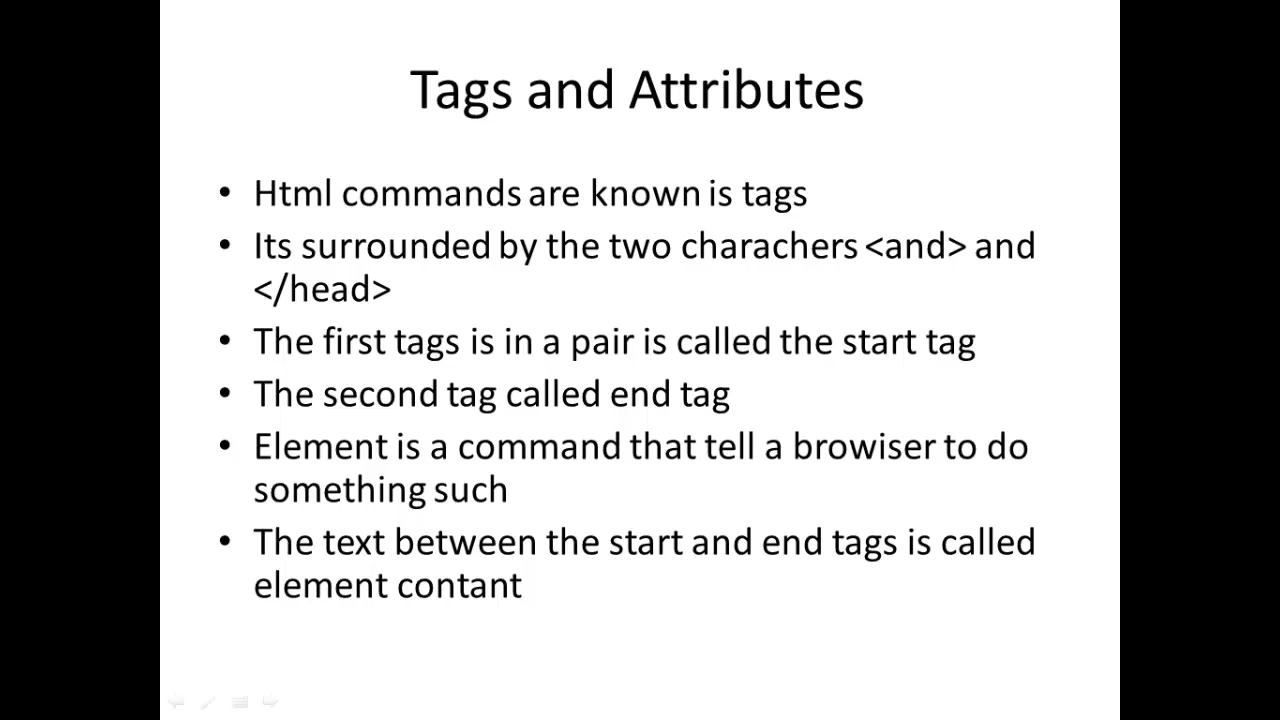 Tags and Attributes
• Html commands are known is tags
• Its surrounded by the two charachers <and> and
</head>
• The first tags is in a pair is called the start tag
• The second tag called end tag
• Element is a command that tell a browiser to do
something such
• The text between the start and end tags is called
element contant